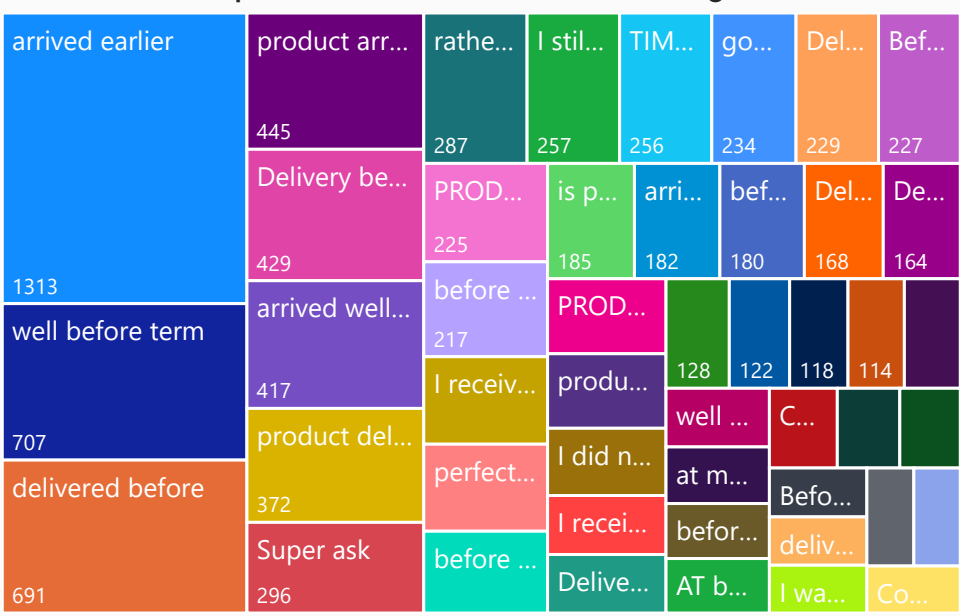 arrived earlier
1313
well before term
707
delivered before
691
product arr...
445
Delivery be...
429
arrived well...
417
product del...
372
Super ask
296
rathe...
287
I stil...
257
TIM...
256
go...
234
Del...
229
Bef...
227
PROD...
225
before ...
217
I receiv...
perfect...
before ...
is p...
185
arri...
182
bef...
180
Del...
168
De...
164
PROD...
produ...
I did n...
I recei...
Delive...
128
122
118
114
well ...
at m...
befor...
AT b...
C...
Befo...
deliv...
I wa...
Co...